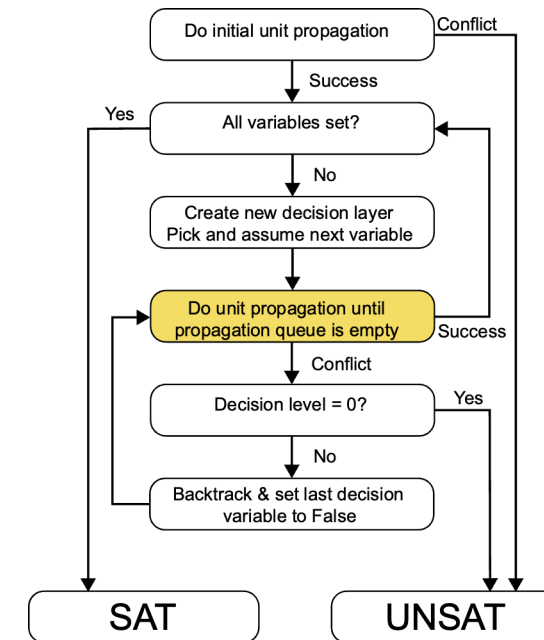 Do initial unit propagation
Conflict
Success
Yes
All variables set?
No
Create new decision layer
Pick and assume next variable
Do unit propagation until
propagation queue is empty
Success
Conflict
Decision level = 0?
Yes
No
Backtrack & set last decision
variable to False
SAT
UNSAT